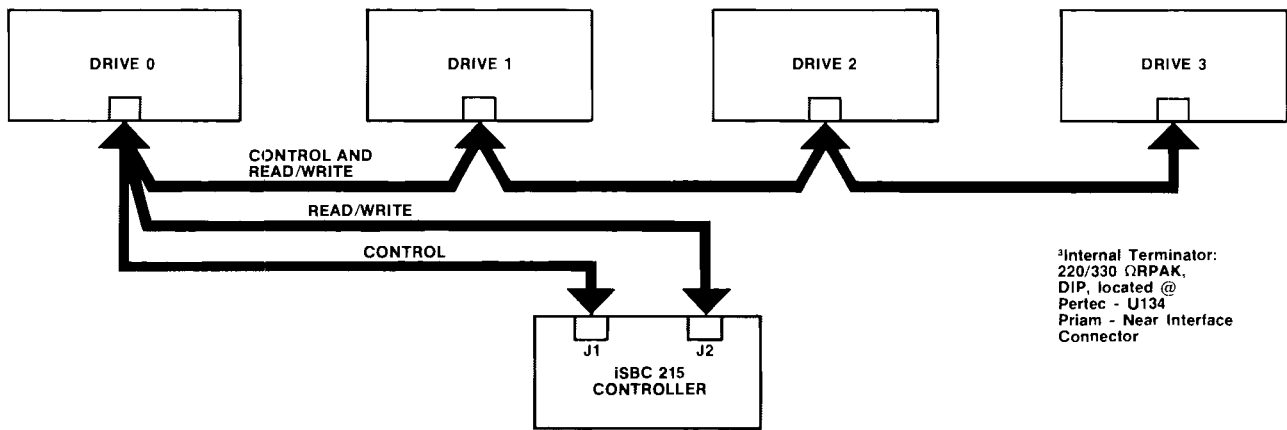 DRIVE 0
DRIVE 1
DRIVE 2
DRIVE 3
CONTROL AND
READ/WRITE
READ/WRITE
CONTROL
³Internal Terminator:
220/330 ΩRPAK,
DIP, located @
Pertec - U134
Priam - Near Interface
Connector
J1
J2
iSBC 215
CONTROLLER